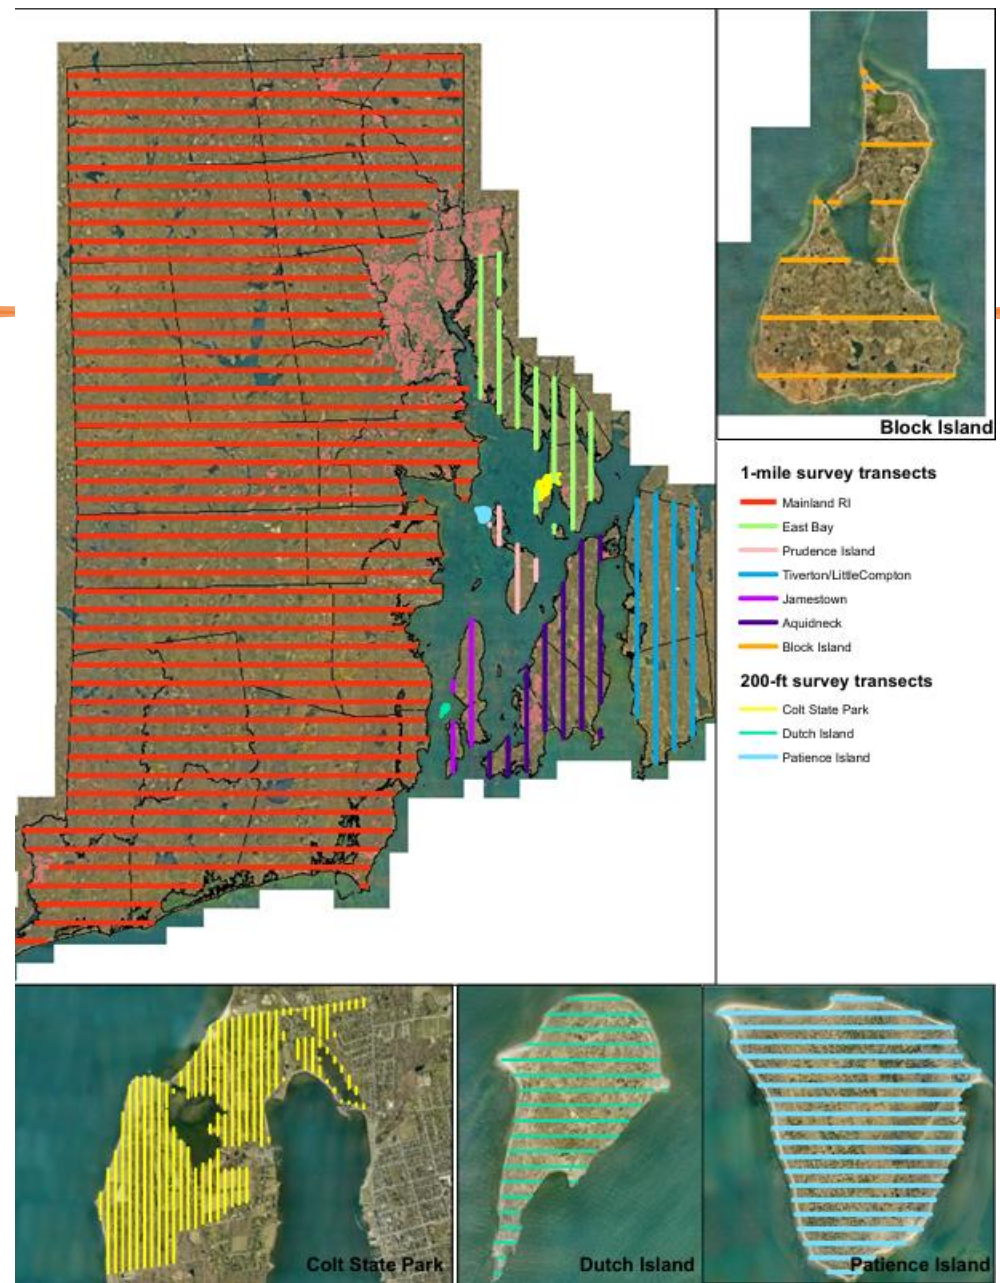 Block Island
1-mile survey transects
Mainland RI
East Bay
Prudence Island
Tiverton/LittleCompton
Jamestown
Aquidneck
Block Island
200-ft survey transects
Colt State Park
Dutch Island
Patience Island
Colt State Park
Dutch Island
Patience Island